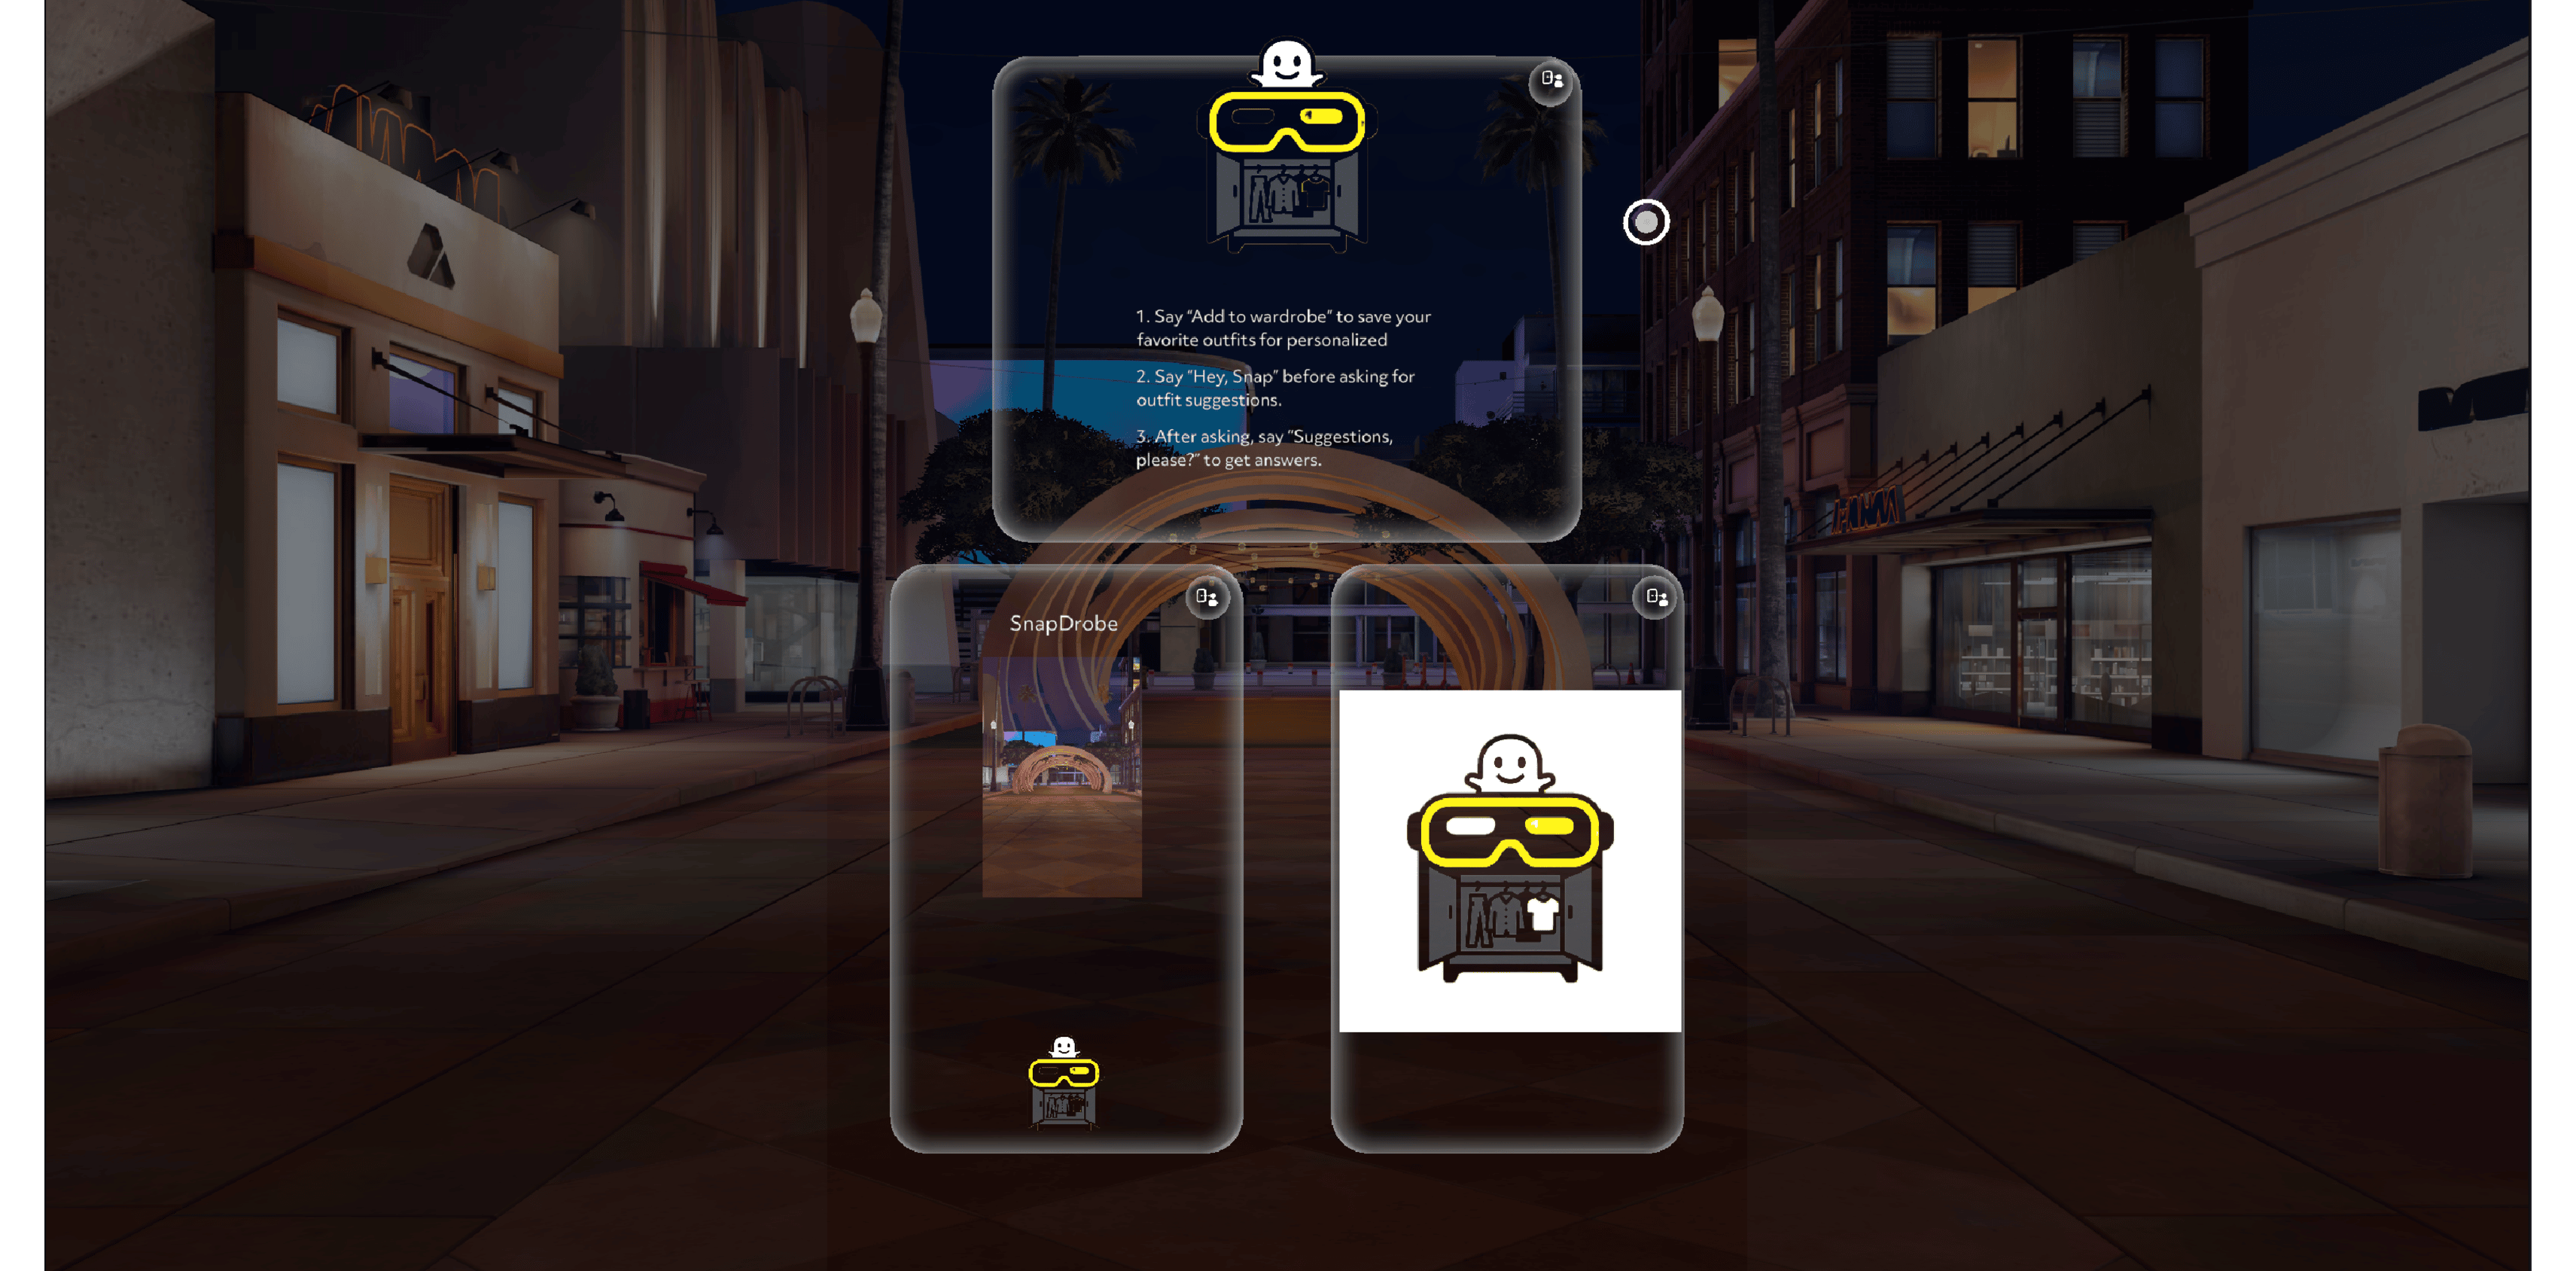 1. Say “Add to wardrobe” to save your
favorite outfits for personalized
2. Say “Hey, Snap” before asking for
outfit suggestions.
3. After asking, say “Suggestions,
please?” to get answers.
SnapDrobe